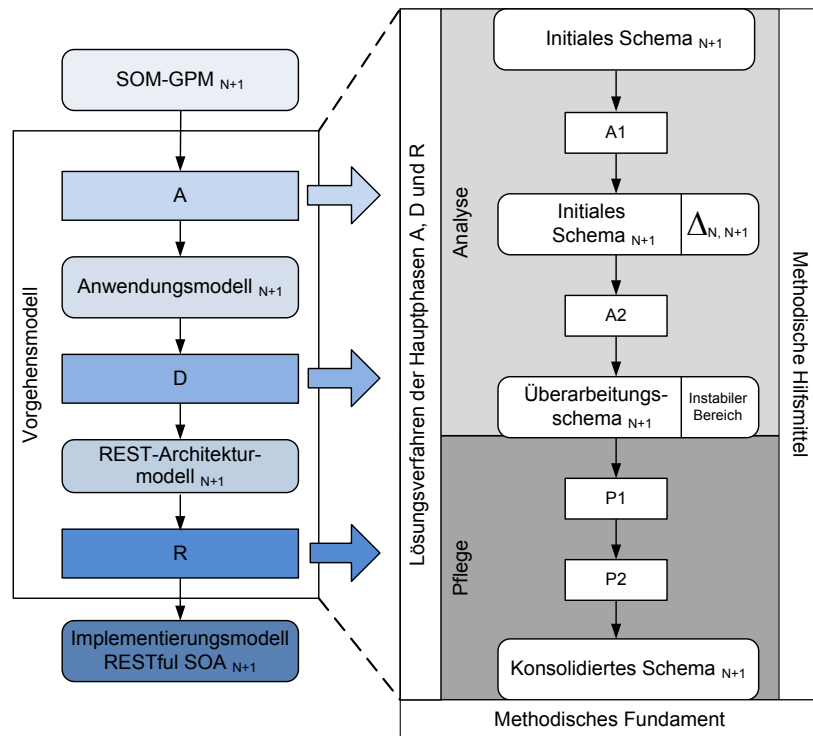 SOM-GPM N+1
Vorgehensmodell
A
Anwendungsmodell N+1
D
REST-Architektur-
modell N+1
R
Implementierungsmodell
RESTful SOA N+1
Lösungsverfahren der Hauptphasen A, D und R
Analyse
Initiales Schema N+1
A1
Initiales
Schema N+1
Δ N, N+1
A2
Überarbeitungs-
schema N+1
Instabiler
Bereich
Pflege
P1
P2
Konsolidiertes Schema N+1
Methodische Hilfsmittel
Methodisches Fundament